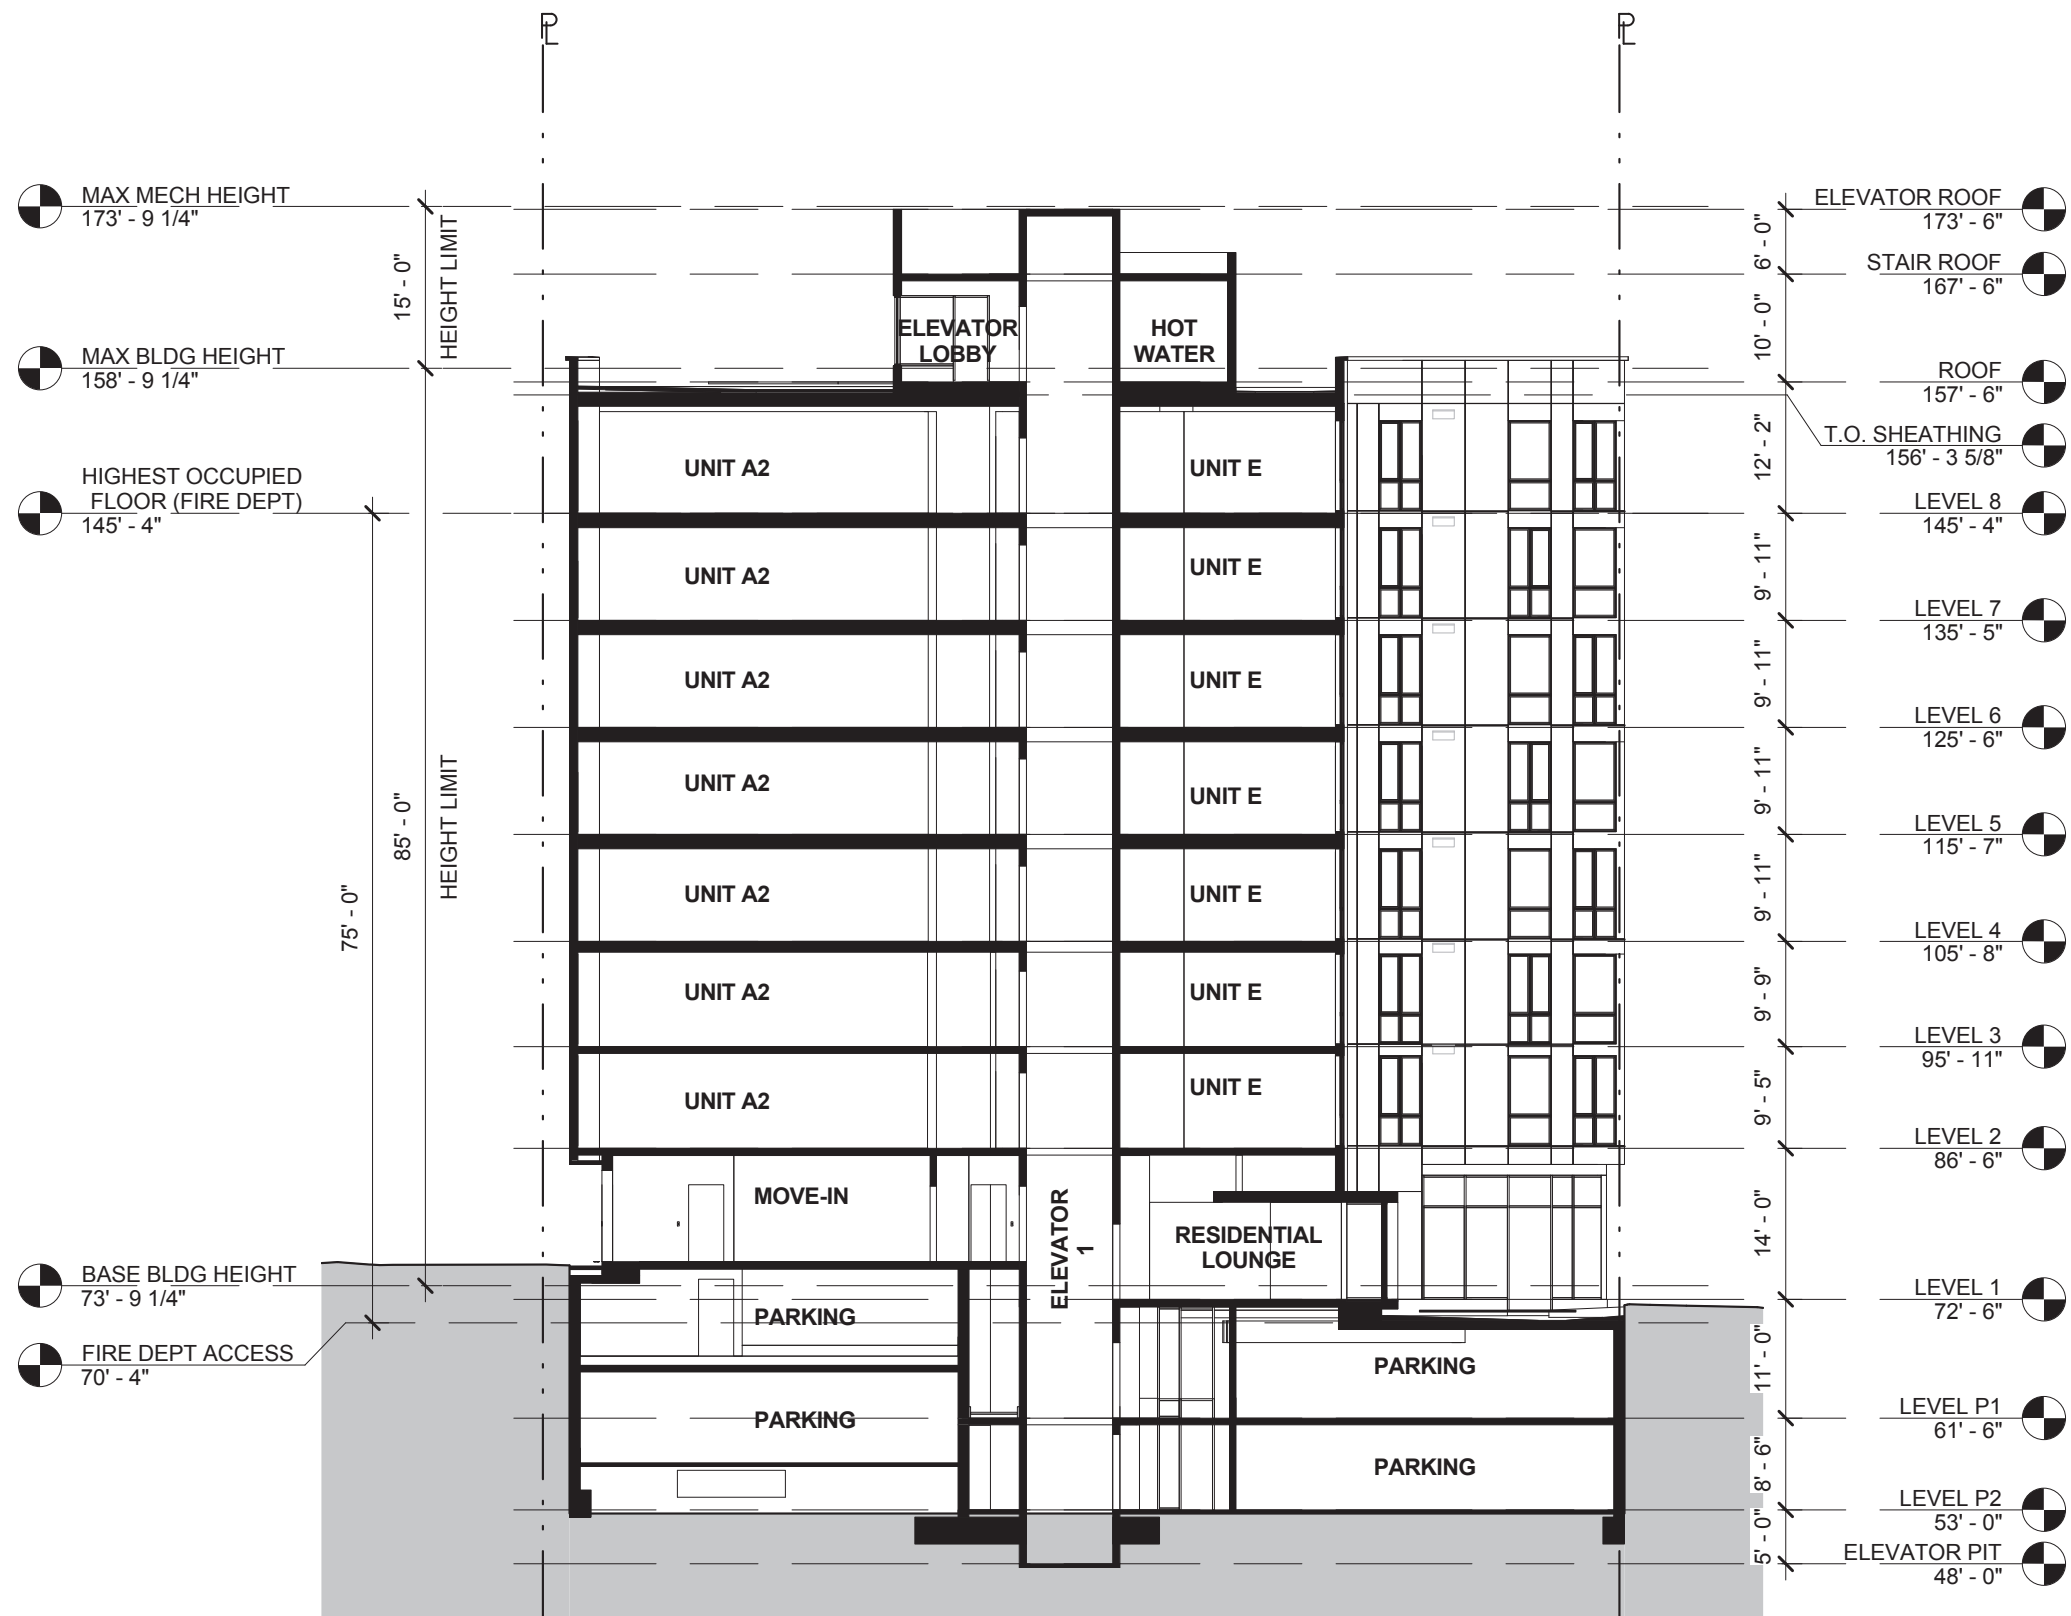 PL
PL
MAX MECH HEIGHT
173' - 9 1/4"
ELEVATOR ROOF
173' - 6"
6' - 0"
15' - 0"
HEIGHT LIMIT
STAIR ROOF
167' - 6"
ELEVATOR
LOBBY
HOT
WATER
10' - 0"
MAX BLDG HEIGHT
158' - 9 1/4"
ROOF
157' - 6"
T.O. SHEATHING
156' - 3 5/8"
12' - 2"
UNIT A2
UNIT E
HIGHEST OCCUPIED
FLOOR (FIRE DEPT)
145' - 4"
LEVEL 8
145' - 4"
UNIT A2
UNIT E
9' - 11"
LEVEL 7
135' - 5"
UNIT A2
UNIT E
9' - 11"
LEVEL 6
125' - 6"
85' - 0"
HEIGHT LIMIT
UNIT A2
UNIT E
9' - 11"
LEVEL 5
115' - 7"
75' - 0"
UNIT A2
UNIT E
9' - 11"
LEVEL 4
105' - 8"
UNIT A2
UNIT E
9' - 9"
LEVEL 3
95' - 11"
UNIT A2
UNIT E
9' - 5"
LEVEL 2
86' - 6"
MOVE-IN
ELEVATOR
1
RESIDENTIAL
LOUNGE
14' - 0"
BASE BLDG HEIGHT
73' - 9 1/4"
LEVEL 1
72' - 6"
PARKING
FIRE DEPT ACCESS
70' - 4"
PARKING
11' - 0"
LEVEL P1
61' - 6"
PARKING
PARKING
8' - 6"
LEVEL P2
53' - 0"
5' - 0"
ELEVATOR PIT
48' - 0"